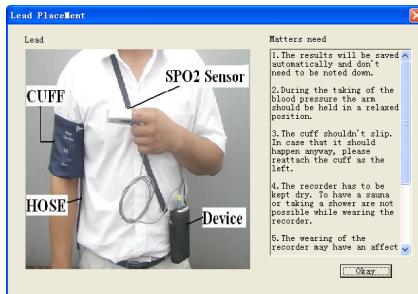 Lead PlaceMent
Lead
SPO2 Sensor
CUFF
HOSE
Device
Matters need
1.The results will be saved
automatically and don't
need to be noted down.
2.During the taking of the
blood pressure the arm
should be held in a relaxed
position.
3.The cuff shouldn't slip.
In case that it should
happen anyway, please
reattach the cuff as the
left.
4.The recorder has to be
kept dry. To have a sauna
or taking a shower are not
possible while wearing the
recorder.
5.The wearing of the
recorder may have an affect
Okay